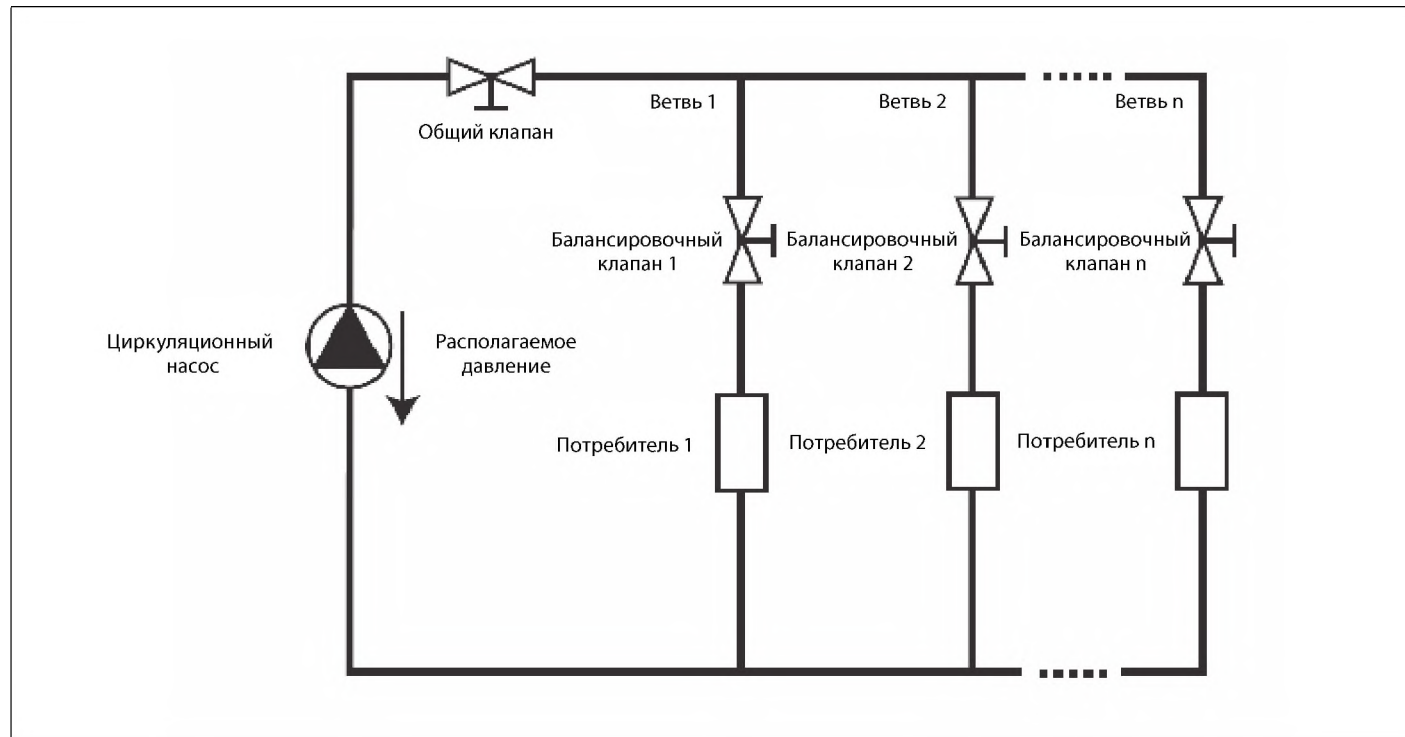 Общий клапан
Ветвь 1
Ветвь 2
Ветвь n
Балансировочный
клапан 1
Балансировочный
клапан 2
Балансировочный
клапан n
Циркуляционный
насос
Располагаемое
давление
Потребитель 1
Потребитель 2
Потребитель n